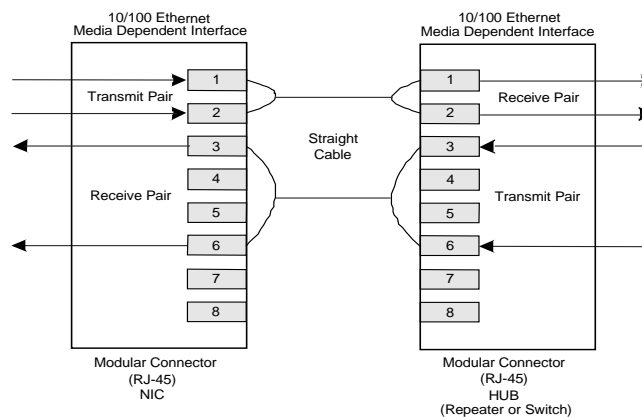 10/100 Ethernet
Media Dependent Interface
1
Transmit Pair
2
3
4
Receive Pair
5
6
7
8
Modular Connector
(RJ-45)
NIC
Straight
Cable
10/100 Ethernet
Media Dependent Interface
1
Receive Pair
2
3
4
Transmit Pair
5
6
7
8
Modular Connector
(RJ-45)
HUB
(Repeater or Switch)